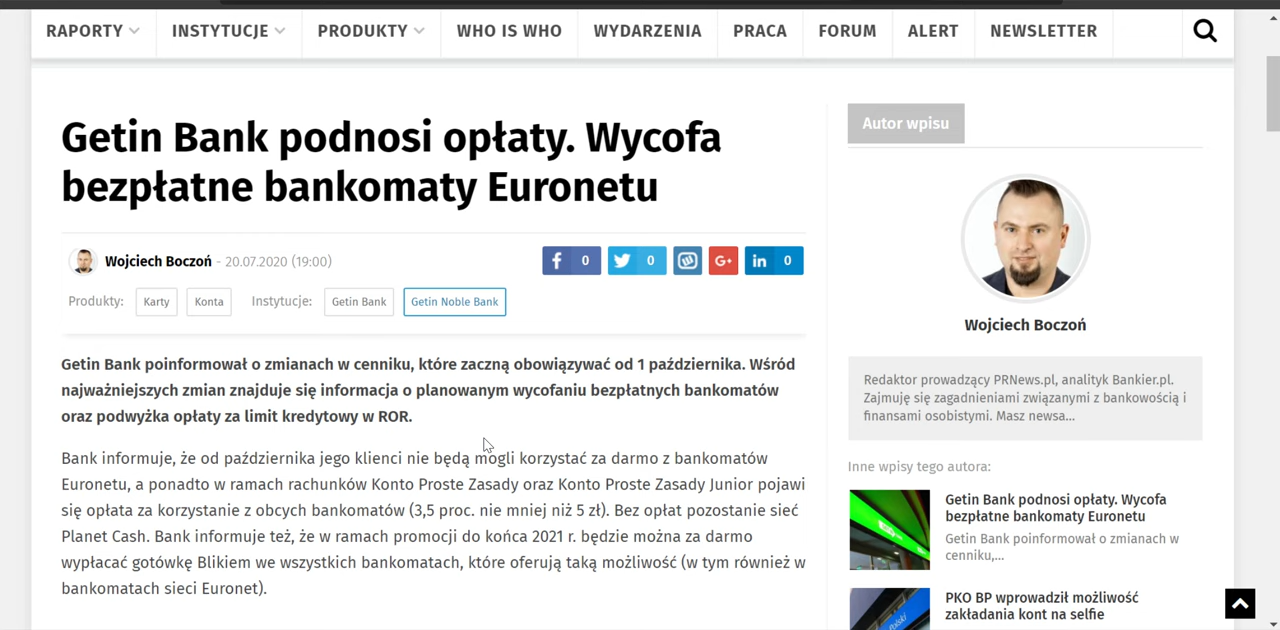 RAPORTY INSTYTUCJE PRODUKTY WHO IS WHO WYDARZENIA PRACA FORUM ALERT NEWSLETTER
Getin Bank podnosi opłaty. Wycofa
bezpłatne bankomaty Euronetu
Wojciech Boczoń - 20.07.2020 (19:00)
0 0 G+ in 0
Produkty: Karty Konta Instytucje: Getin Bank Getin Noble Bank
Getin Bank poinformował o zmianach w cenniku, które zaczną obowiązywać od 1 października. Wśród
najważniejszych zmian znajduje się informacja o planowanym wycofaniu bezpłatnych bankomatów
oraz podwyżka opłaty za limit kredytowy w ROR.
Bank informuje, że od października jego klienci nie będą mogli korzystać za darmo z bankomatów
Euronetu, a ponadto w ramach rachunków Konto Proste Zasady oraz Konto Proste Zasady Junior pojawi
się opłata za korzystanie z obcych bankomatów (3,5 proc. nie mniej niż 5 zł). Bez opłat pozostanie sieć
Planet Cash. Bank informuje też, że w ramach promocji do końca 2021 r. będzie można za darmo
wypłacać gotówkę Blikiem we wszystkich bankomatach, które oferują taką możliwość (w tym również w
bankomatach sieci Euronet).
Autor wpisu
Wojciech Boczoń
Redaktor prowadzący PRNews.pl, analityk Bankier.pl.
Zajmuję się zagadnieniami związanymi z bankowością i
finansami osobistymi. Masz newsa...
Inne wpisy tego autora:
Getin Bank podnosi opłaty. Wycofa
bezpłatne bankomaty Euronetu
Getin Bank poinformował o zmianach w
cenniku,...
PKO BP wprowadził możliwość
zakładania kont na selfie